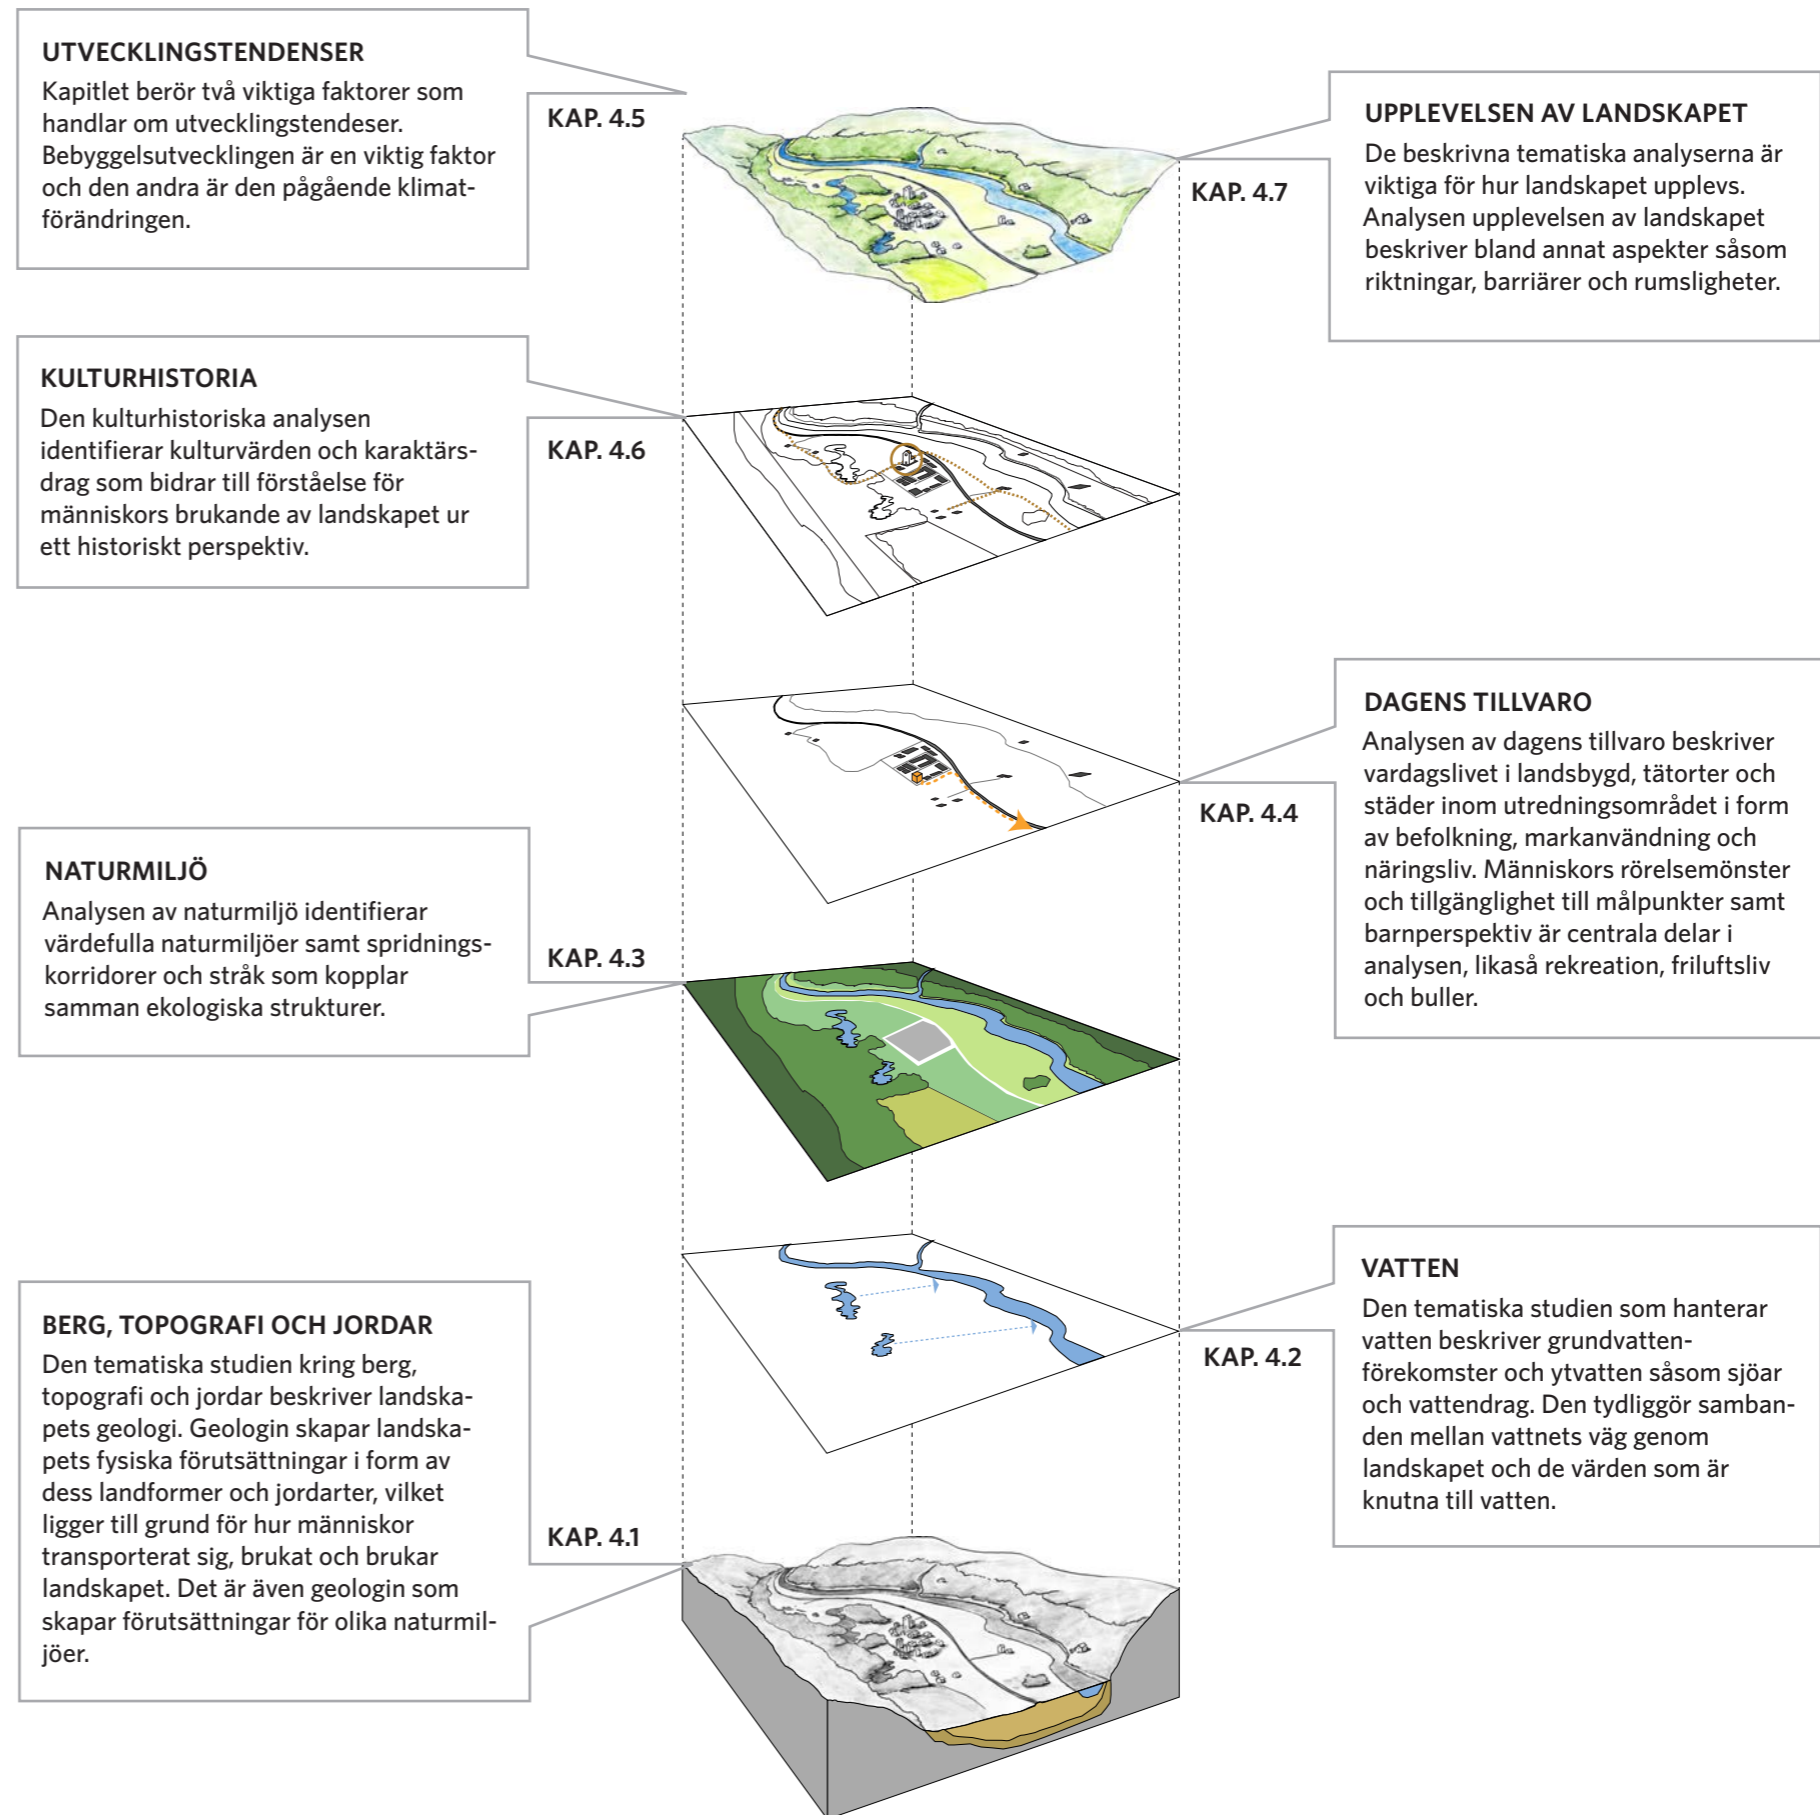 UTVECKLINGSTENDENSER
Kapitlet berör två viktiga faktorer som
handlar om utvecklingstendeser.
Bebyggelsutvecklingen är en viktig faktor
och den andra är den pågående klimat-
förändringen.
KAP. 4.5
UPPLEVELSEN AV LANDSKAPET
De beskrivna tematiska analyserna är
viktiga för hur landskapet upplevs.
Analysen upplevelsen av landskapet
beskriver bland annat aspekter såsom
riktningar, barriärer och rumsligheter.
KAP. 4.7
KULTURHISTORIA
Den kulturhistoriska analysen
identifierar kulturvärden och karaktärs-
drag som bidrar till förståelse för
människors brukande av landskapet ur
ett historiskt perspektiv.
KAP. 4.6
DAGENS TILLVARO
Analysen av dagens tillvaro beskriver
vardagslivet i landsbygd, tätorter och
städer inom utredningsområdet i form
av befolkning, markanvändning och
näringsliv. Människors rörelsemönster
och tillgänglighet till målpunkter samt
barnperspektiv är centrala delar i
analysen, likaså rekreation, friluftsliv
och buller.
KAP. 4.4
NATURMILJÖ
Analysen av naturmiljö identifierar
värdefulla naturmiljöer samt spridnings-
korridorer och stråk som kopplar
samman ekologiska strukturer.
KAP. 4.3
VATTEN
Den tematiska studien som hanterar
vatten beskriver grundvatten-
förekomster och ytvatten såsom sjöar
och vattendrag. Den tydliggör samban-
den mellan vattnets väg genom
landskapet och de värden som är
knutna till vatten.
KAP. 4.2
BERG, TOPOGRAFI OCH JORDAR
Den tematiska studien kring berg,
topografi och jordar beskriver landska-
pets geologi. Geologin skapar landska-
pets fysiska förutsättningar i form av
dess landformer och jordarter, vilket
ligger till grund för hur människor
transporterat sig, brukat och brukar
landskapet. Det är även geologin som
skapar förutsättningar för olika naturmil-
jöer.
KAP. 4.1